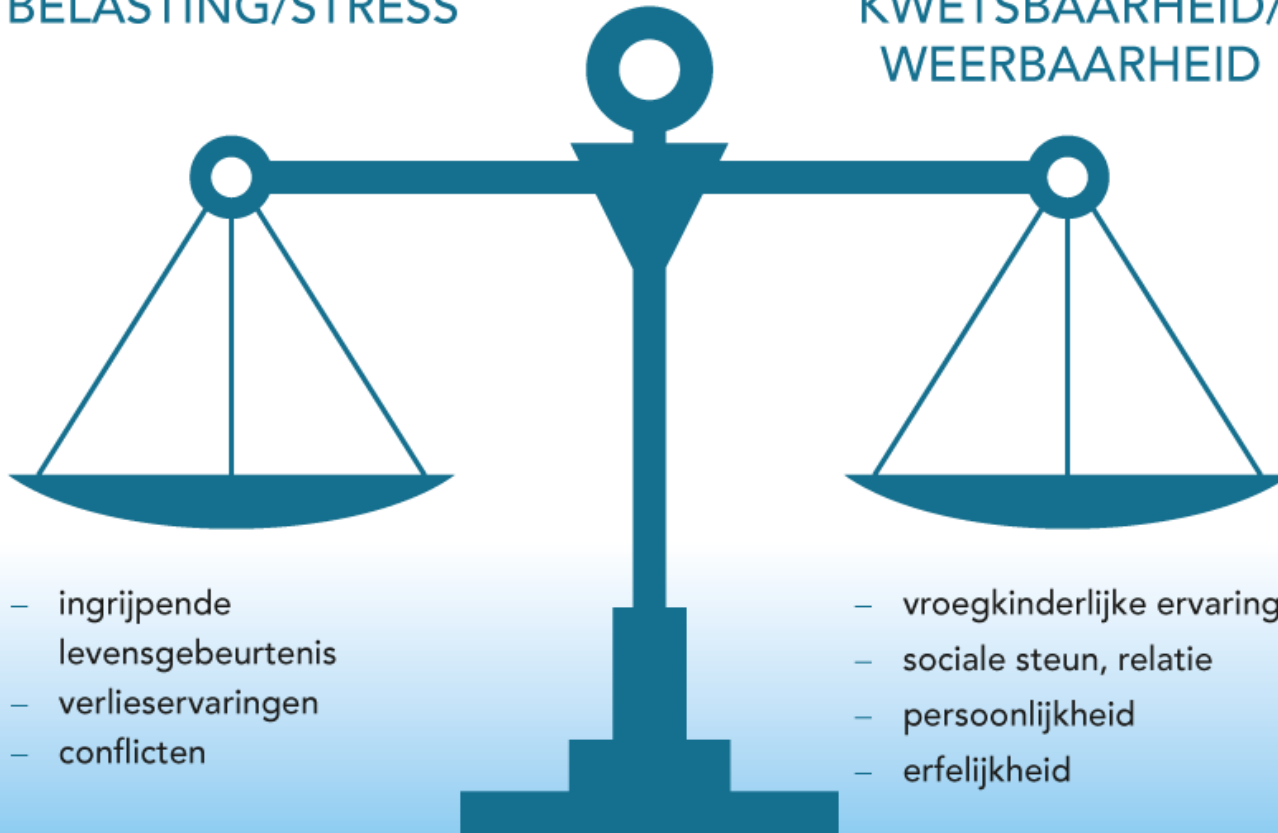 BELASTING/STRESS
KWETSBAARHEID/
WEERBAARHEID
– ingrijpende
levensgebeurtenis
– verlieservaringen
– conflicten
– vroegkinderlijke ervaring
– sociale steun, relatie
– persoonlijkheid
– erfelijkheid